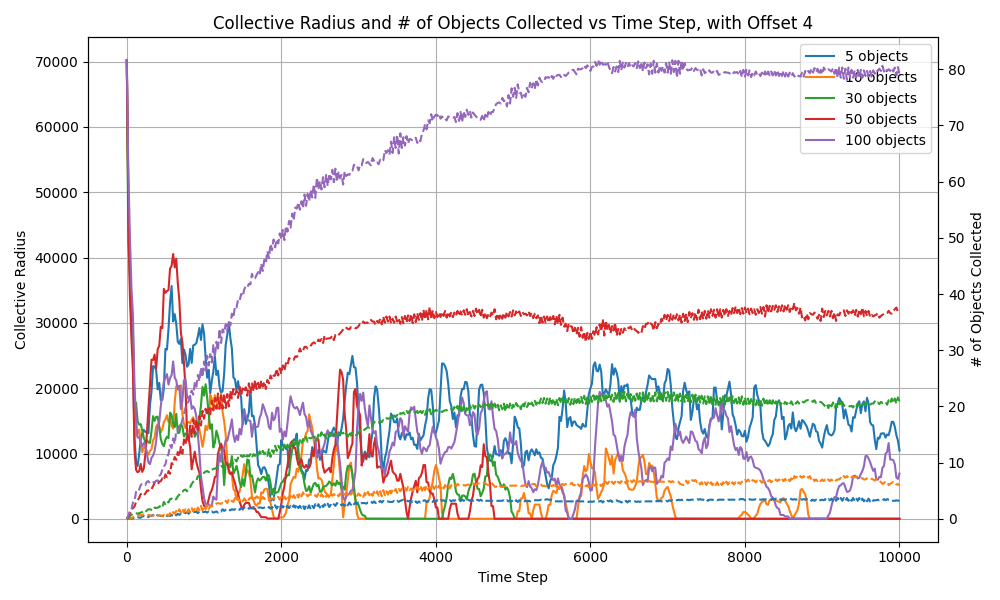 Collective Radius and # of Objects Collected vs Time Step, with Offset 4
70000
60000
50000
40000
30000
20000
10000
0
Collective Radius
0
2000
4000
6000
8000
10000
Time Step
80
70
60
50
40
30
20
10
0
# of Objects Collected
5 objects
10 objects
30 objects
50 objects
100 objects